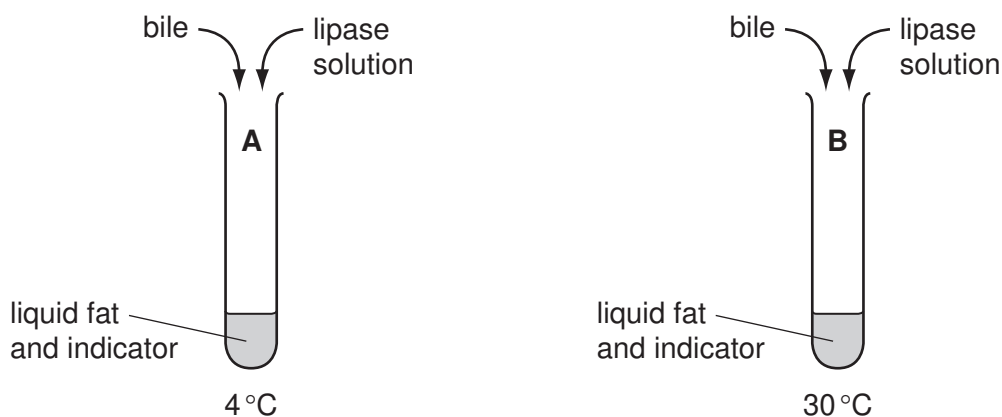 bile
lipase
solution
A
liquid fat
and indicator
4 °C
bile
lipase
solution
B
liquid fat
and indicator
30 °C